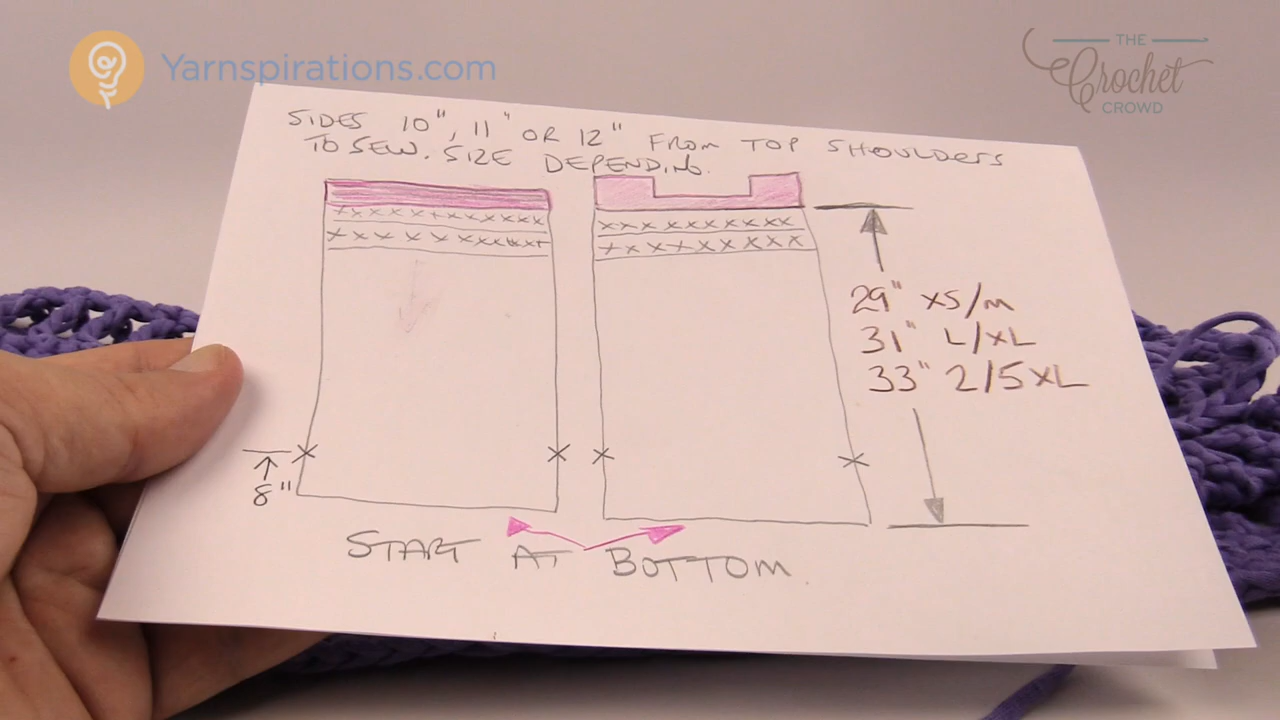 Yarnspirations.com
THE
Crochet
CROWD
SIDES 10", 11" OR 12" FROM TOP SHOULDERS
TO SEW. SIZE DEPENDING.
29" XS/M
31" L/XL
33" 2/5XL
8"
START AT BOTTOM.